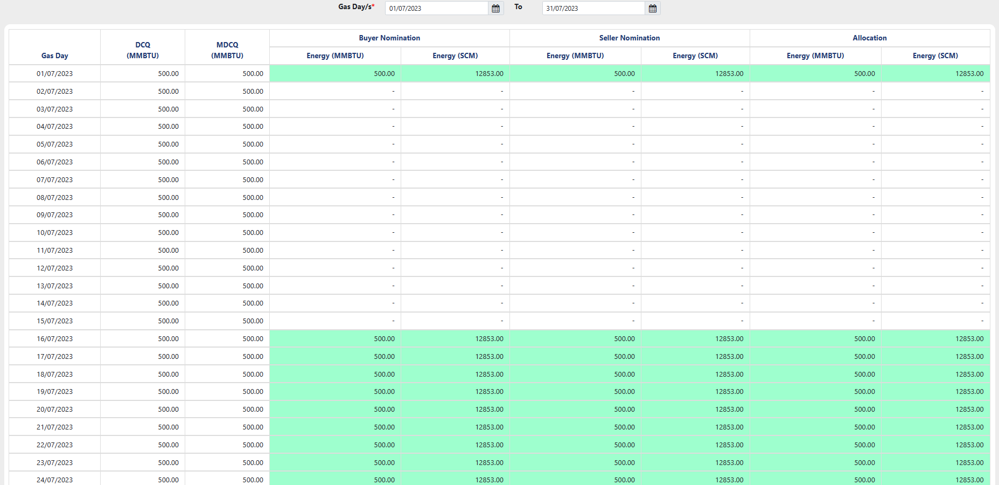 Gas Day/s* 01/07/2023 To 31/07/2023
Buyer Nomination Seller Nomination Allocation
Gas Day DCQ (MMBTU) MDCQ (MMBTU) Energy (MMBTU) Energy (SCM) Energy (MMBTU) Energy (SCM) Energy (MMBTU) Energy (SCM)
01/07/2023 500.00 500.00 500.00 12853.00 500.00 12853.00 500.00 12853.00
02/07/2023 500.00 500.00 - - - - - -
03/07/2023 500.00 500.00 - - - - - -
04/07/2023 500.00 500.00 - - - - - -
05/07/2023 500.00 500.00 - - - - - -
06/07/2023 500.00 500.00 - - - - - -
07/07/2023 500.00 500.00 - - - - - -
08/07/2023 500.00 500.00 - - - - - -
09/07/2023 500.00 500.00 - - - - - -
10/07/2023 500.00 500.00 - - - - - -
11/07/2023 500.00 500.00 - - - - - -
12/07/2023 500.00 500.00 - - - - - -
13/07/2023 500.00 500.00 - - - - - -
14/07/2023 500.00 500.00 - - - - - -
15/07/2023 500.00 500.00 - - - - - -
16/07/2023 500.00 500.00 500.00 12853.00 500.00 12853.00 500.00 12853.00
17/07/2023 500.00 500.00 500.00 12853.00 500.00 12853.00 500.00 12853.00
18/07/2023 500.00 500.00 500.00 12853.00 500.00 12853.00 500.00 12853.00
19/07/2023 500.00 500.00 500.00 12853.00 500.00 12853.00 500.00 12853.00
20/07/2023 500.00 500.00 500.00 12853.00 500.00 12853.00 500.00 12853.00
21/07/2023 500.00 500.00 500.00 12853.00 500.00 12853.00 500.00 12853.00
22/07/2023 500.00 500.00 500.00 12853.00 500.00 12853.00 500.00 12853.00
23/07/2023 500.00 500.00 500.00 12853.00 500.00 12853.00 500.00 12853.00
24/07/2023 500.00 500.00 500.00 12853.00 500.00 12853.00 500.00 12853.00